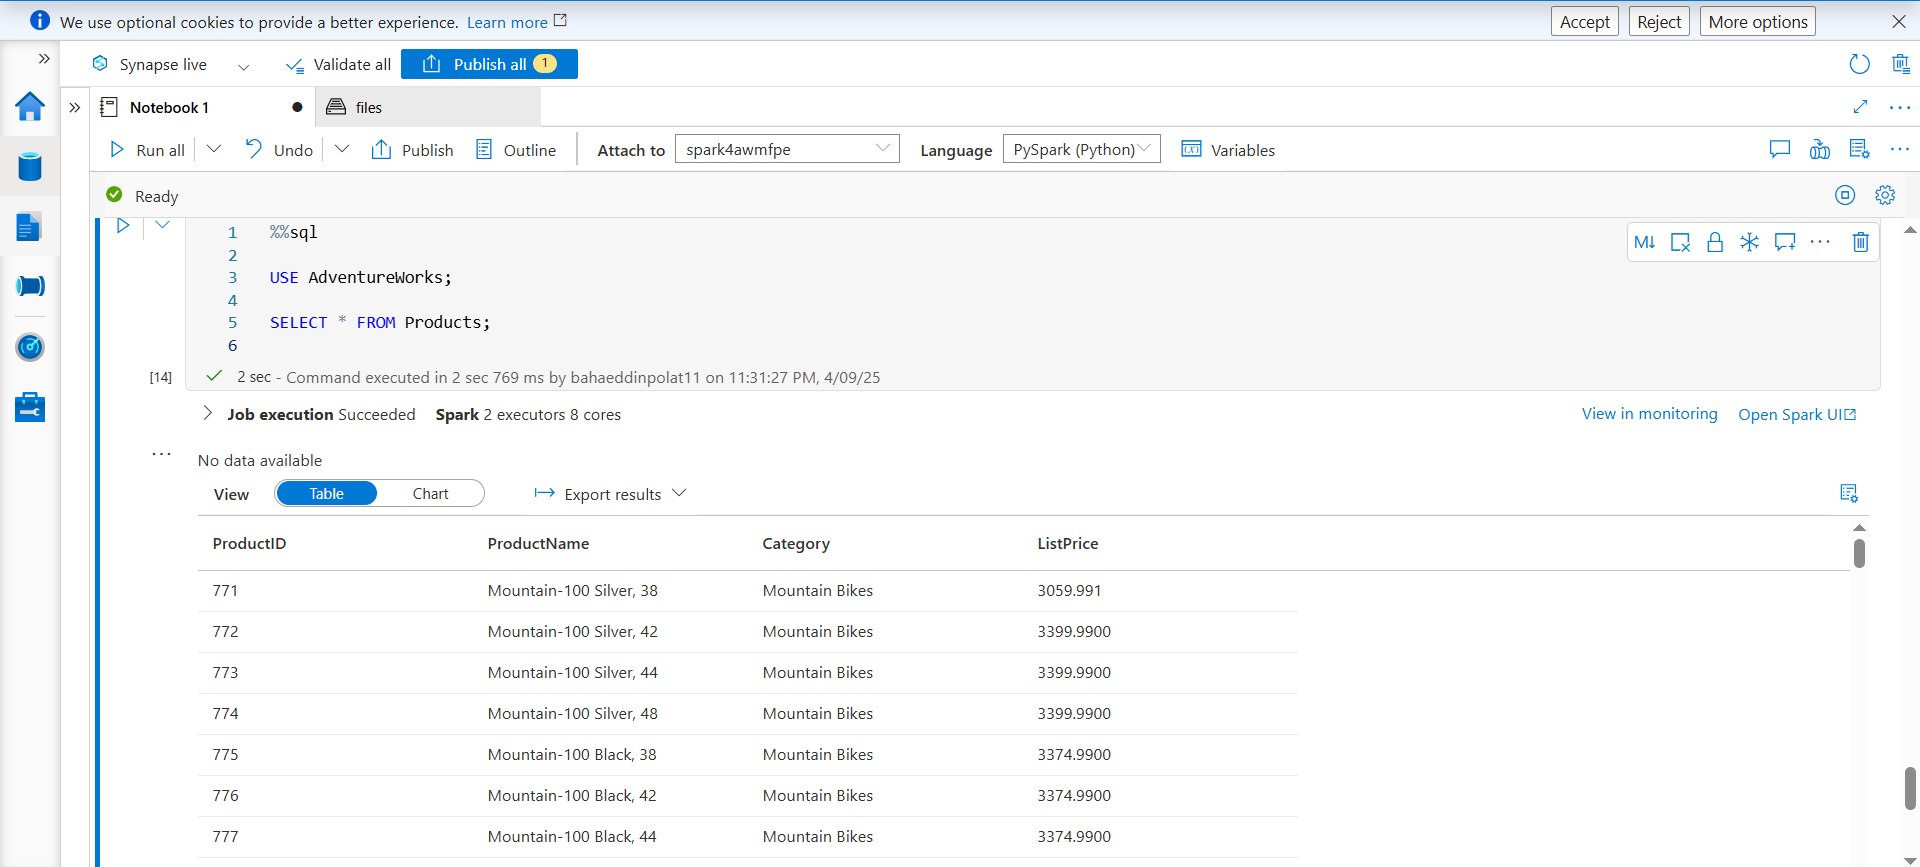 We use optional cookies to provide a better experience. Learn more
Accept
Reject
More options
Synapse live
Validate all
Publish all 1
Notebook 1
files
Run all
Undo
Publish
Outline
Attach to
spark4awmfpe
Language
PySpark (Python)
Variables
Ready
1 %%sql
2
3 USE AdventureWorks;
4
5 SELECT * FROM Products;
6
M↓
[14]
2 sec - Command executed in 2 sec 769 ms by bahaeddinpolat11 on 11:31:27 PM, 4/09/25
Job execution Succeeded Spark 2 executors 8 cores
View in monitoring
Open Spark UI
No data available
View
Table
Chart
Export results
ProductID ProductName Category ListPrice
771 Mountain-100 Silver, 38 Mountain Bikes 3059.991
772 Mountain-100 Silver, 42 Mountain Bikes 3399.9900
773 Mountain-100 Silver, 44 Mountain Bikes 3399.9900
774 Mountain-100 Silver, 48 Mountain Bikes 3399.9900
775 Mountain-100 Black, 38 Mountain Bikes 3374.9900
776 Mountain-100 Black, 42 Mountain Bikes 3374.9900
777 Mountain-100 Black, 44 Mountain Bikes 3374.9900